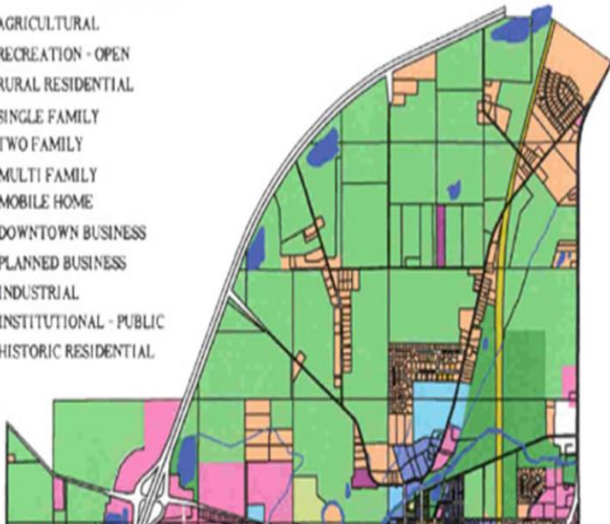 AGRICULTURAL
RECREATION - OPEN
RURAL RESIDENTIAL
SINGLE FAMILY
TWO FAMILY
MULTI FAMILY
MOBILE HOME
DOWNTOWN BUSINESS
PLANNED BUSINESS
INDUSTRIAL
INSTITUTIONAL - PUBLIC
HISTORIC RESIDENTIAL